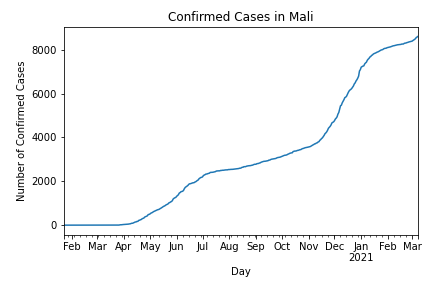 Confirmed Cases in Mali
Number of Confirmed Cases
8000
6000
4000
2000
0
Feb Mar Apr May Jun Jul Aug Sep Oct Nov Dec Jan Feb Mar
2021
Day